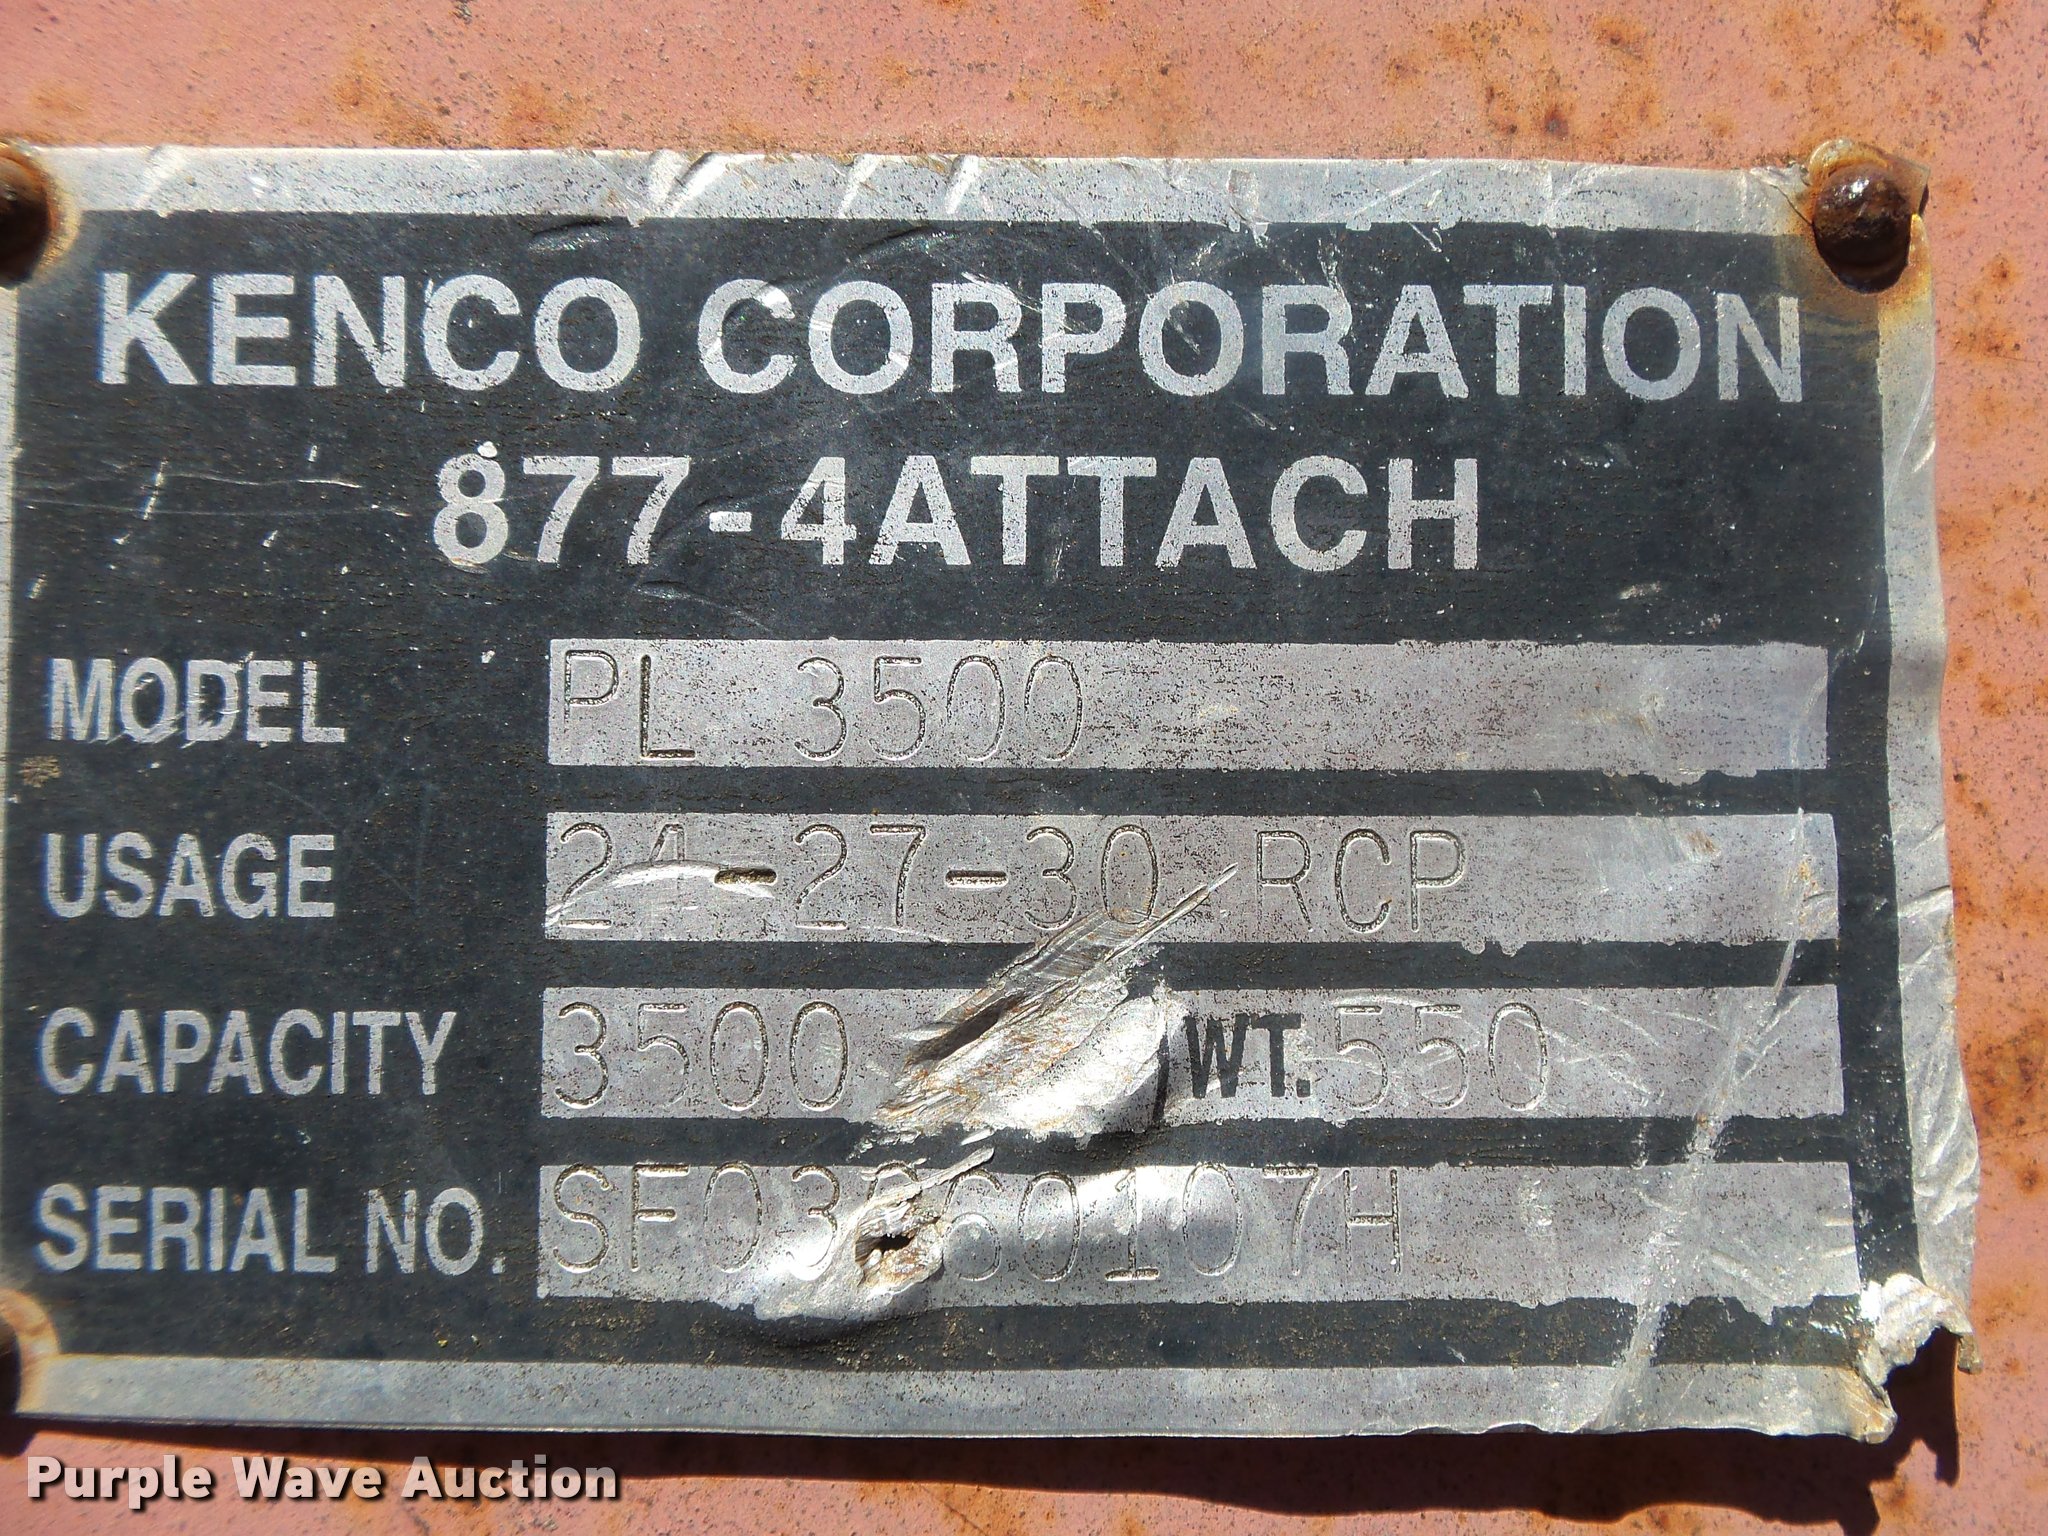 KENCO CORPORATION
877-4ATTACH
MODEL PL 3500
USAGE 24-27-30 RCP
CAPACITY 3500 WT. 550
SERIAL NO.
Purple Wave Auction